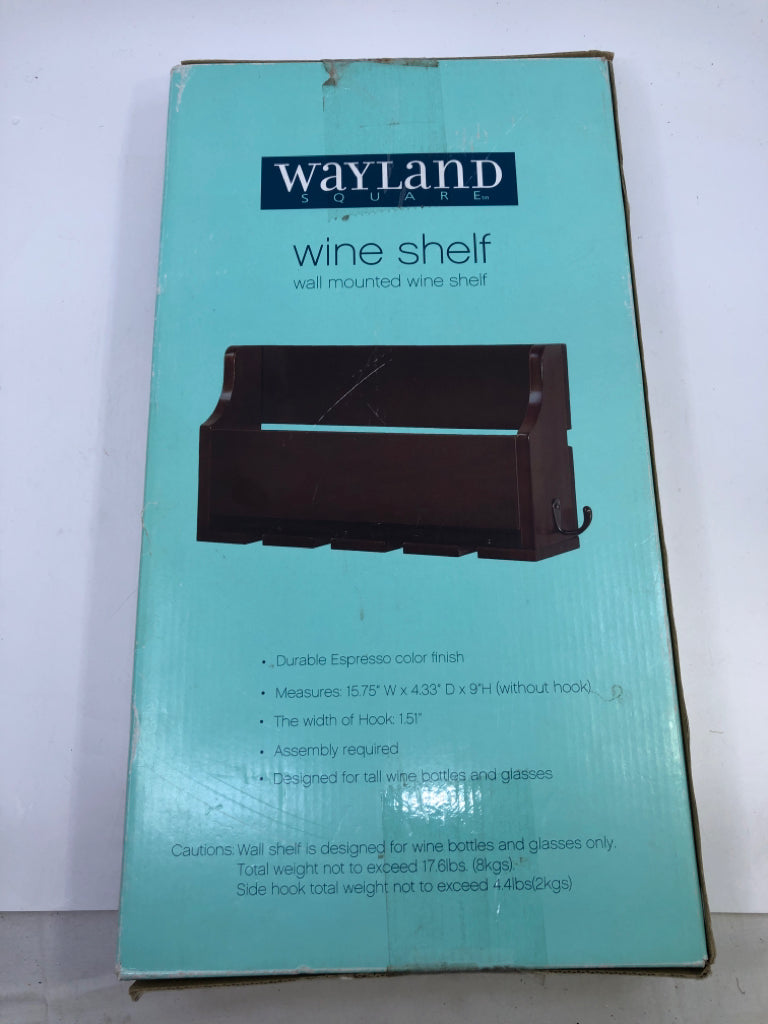 WAYLAND
SQUARE
wine shelf
wall mounted wine shelf
• Durable Espresso color finish
• Measures: 15.75" W x 4.33" D x 9"H (without hook)
• The width of Hook: 1.51"
• Assembly required
• Designed for tall wine bottles and glasses
Cautions: Wall shelf is designed for wine bottles and glasses only.
Total weight not to exceed 17.6lbs. (8kgs).
Side hook total weight not to exceed 4.4lbs(2kgs)